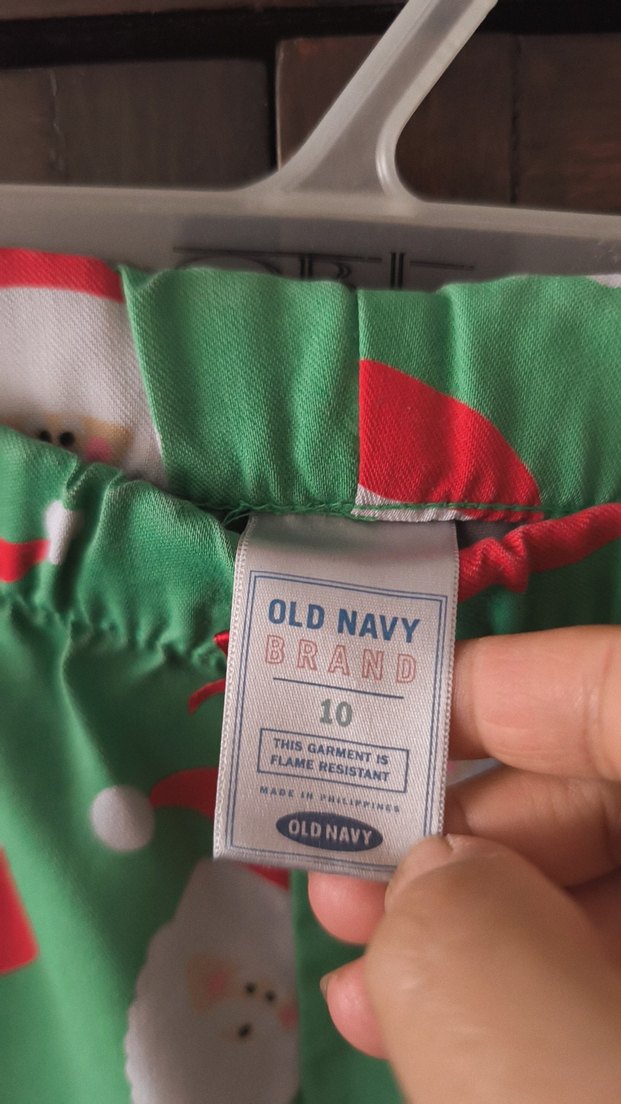 OLD NAVY
BRAND
10
THIS GARMENT IS
FLAME RESISTANT
MADE IN PHILIPPINES
OLD NAVY